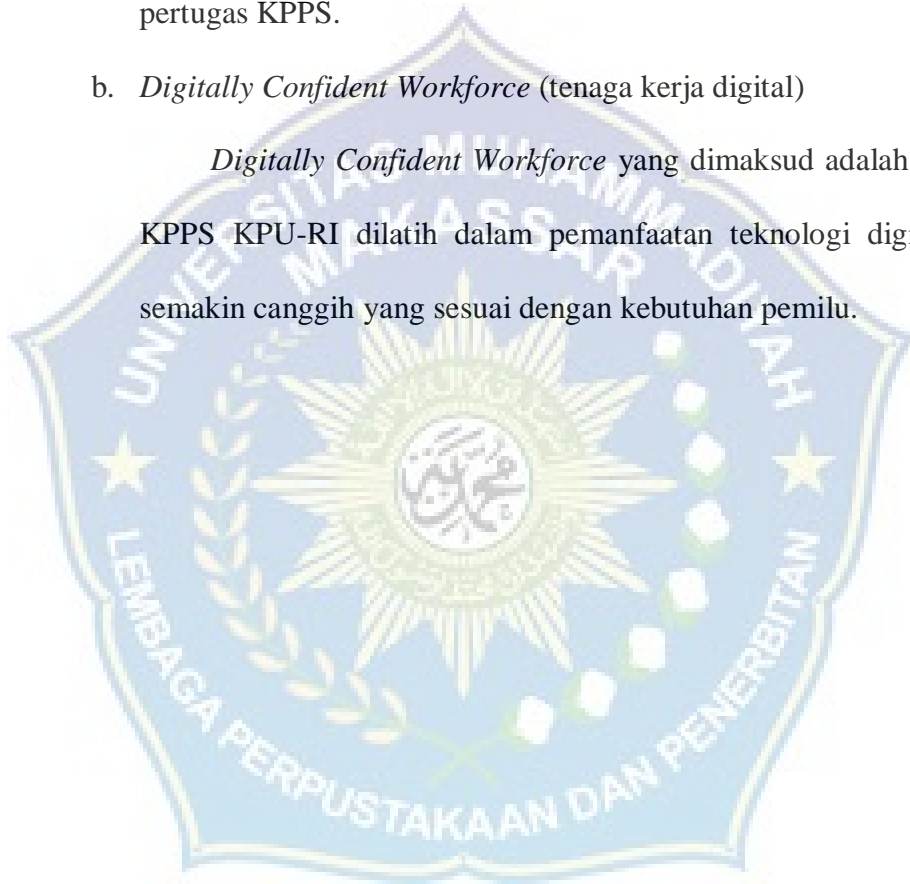 pertugas KPPS.
b. Digitally Confident Workforce (tenaga kerja digital)
Digitally Confident Workforce yang dimaksud adalah
KPPS KPU-RI dilatih dalam pemanfaatan teknologi digi
semakin canggih yang sesuai dengan kebutuhan pemilu.
UNIVERSITAS MUHAMMADIYAH
MAKASSAR
LEMBAGA PERPUSTAKAAN DAN PENERBITAN